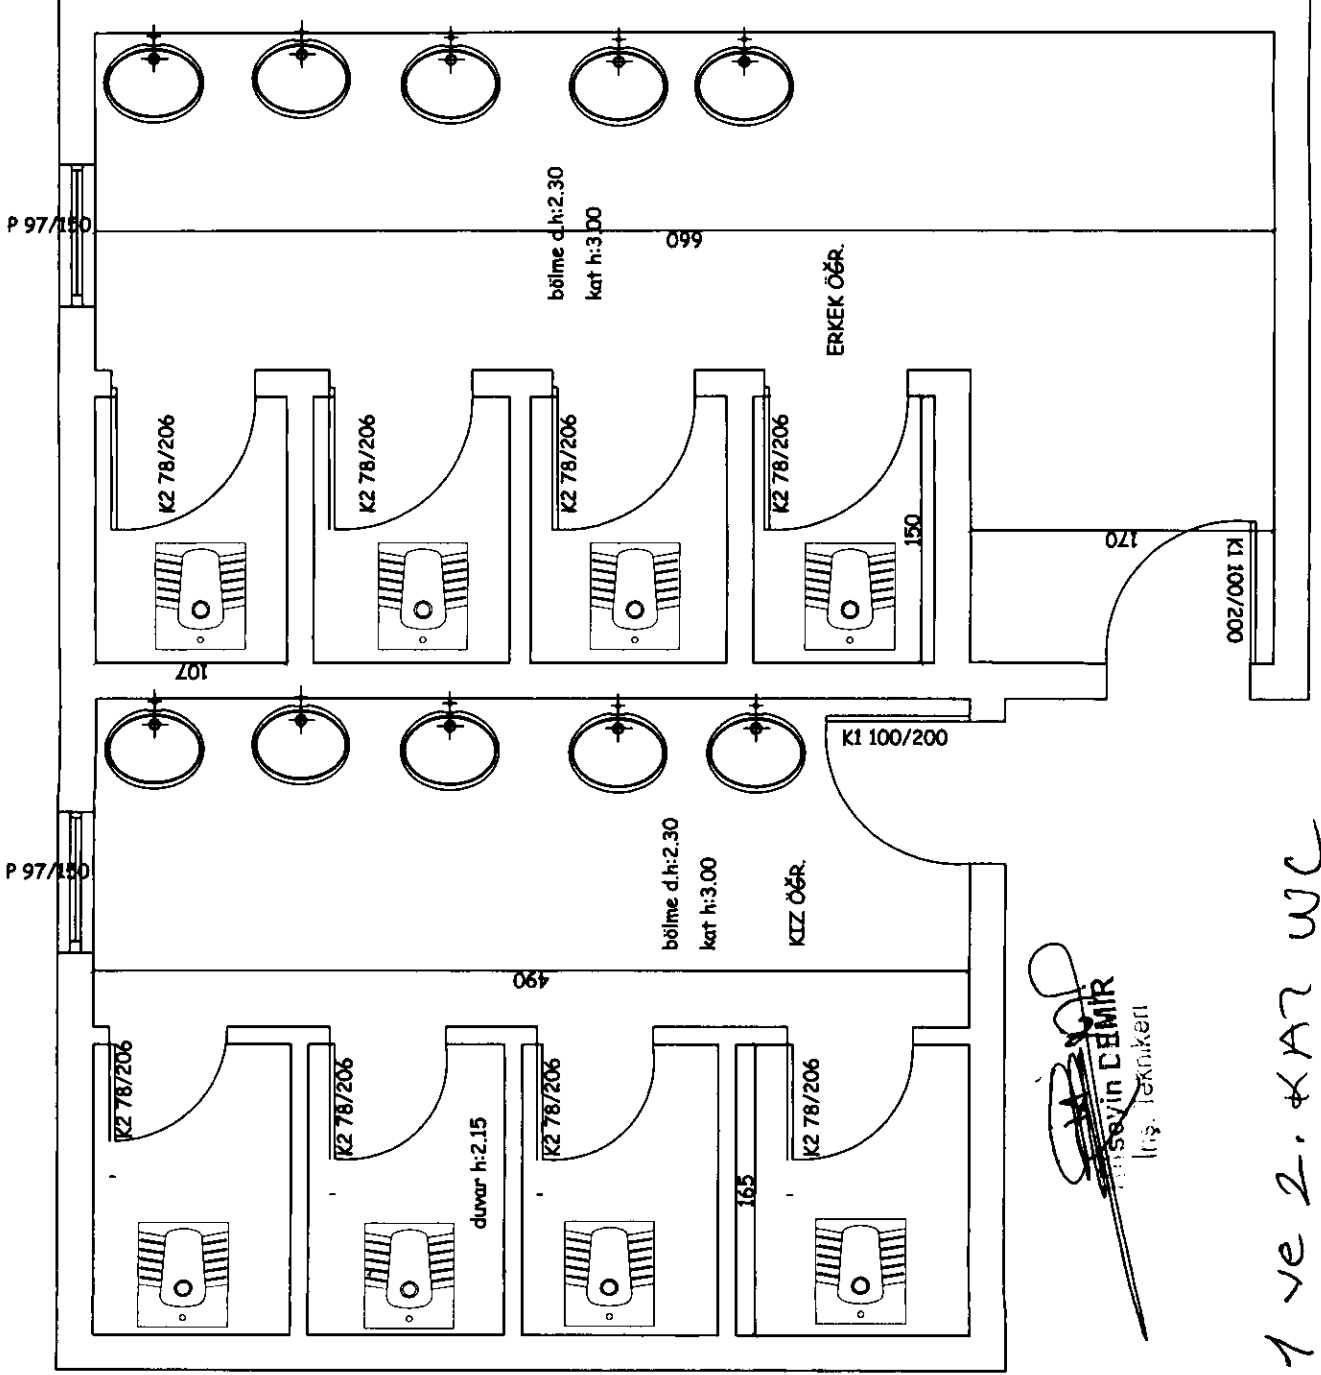 P 97/150
bölme d.h:2.30
kat h:3.00
660
ERKEK ÖĞR.
K2 78/206
K2 78/206
K2 78/206
K2 78/206
150
170
K1 100/200
107
K1 100/200
P 97/150
bölme d.h:2.30
kat h:3.00
KIZ ÖĞR.
490
K2 78/206
K2 78/206
K2 78/206
K2 78/206
duvar h:2.15
165
DEMİR
İnş. Teknikeri
1 ve 2. KAT WC